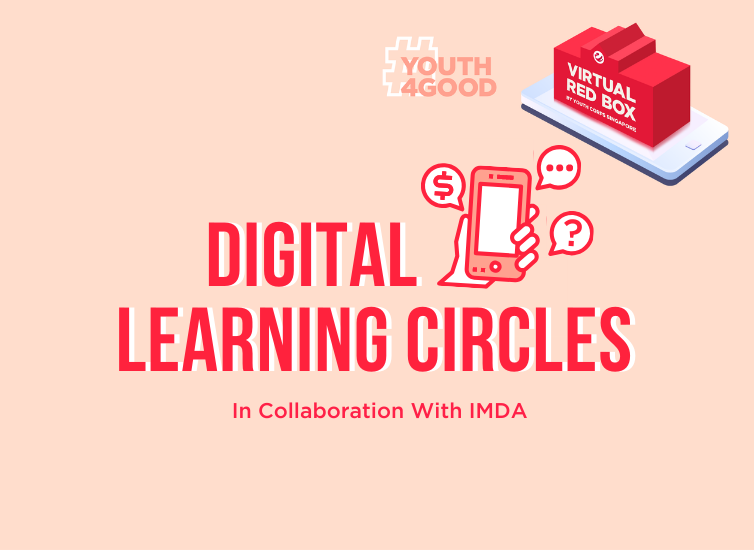 YOUTH
4GOOD
VIRTUAL
RED BOX
BY YOUTH CORPS SINGAPORE
$
...
?
DIGITAL
LEARNING CIRCLES
In Collaboration With IMDA